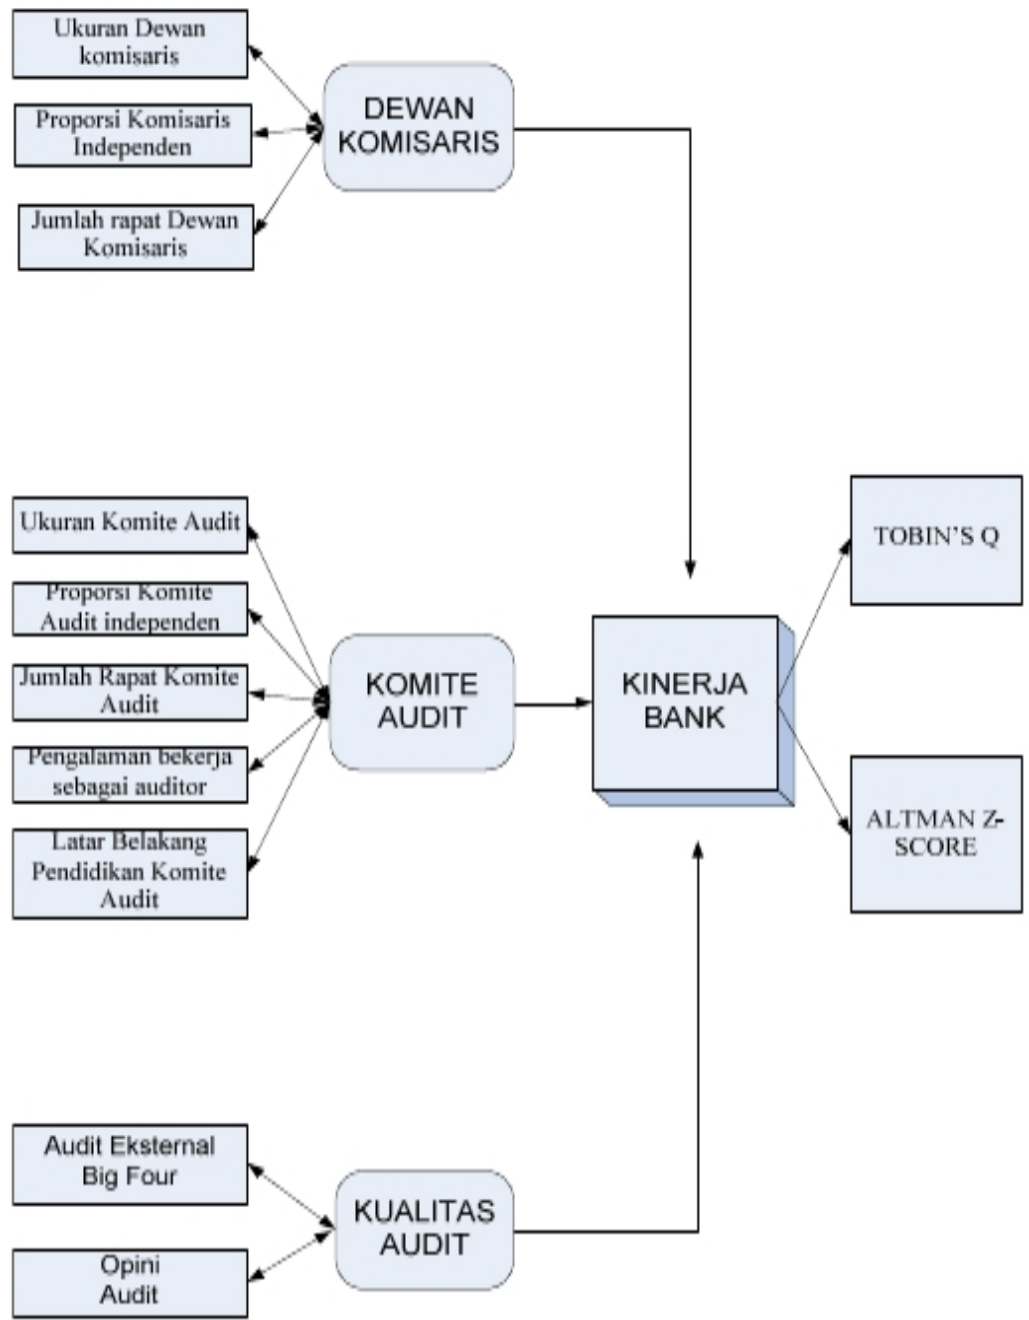 Ukuran Dewan
komisaris
Proporsi Komisaris
Independen
Jumlah rapat Dewan
Komisaris
DEWAN
KOMISARIS
Ukuran Komite Audit
Proporsi Komite
Audit independen
Jumlah Rapat Komite
Audit
Pengalaman bekerja
sebagai auditor
Latar Belakang
Pendidikan Komite
Audit
KOMITE
AUDIT
KINERJA
BANK
TOBIN'S Q
ALTMAN Z-
SCORE
Audit Eksternal
Big Four
Opini
Audit
KUALITAS
AUDIT